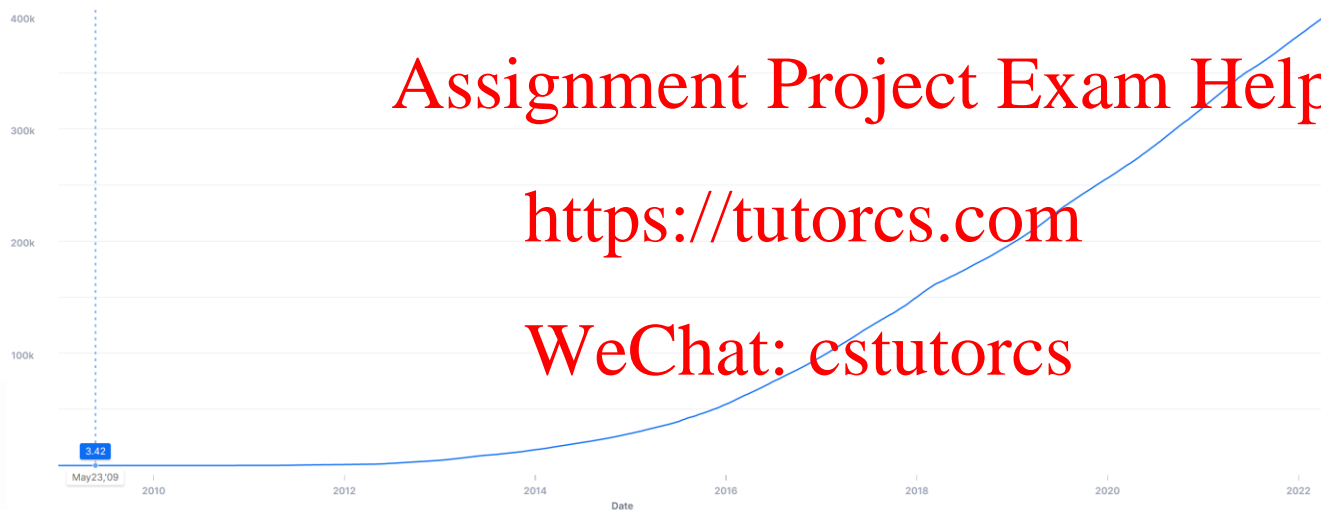 400k
Assignment Project Exam Help
300k
https://tutorcs.com
200k
WeChat: cstutorcs
100k
3.42
May23,'09
2010 2012 2014 2016 2018 2020 2022
Date